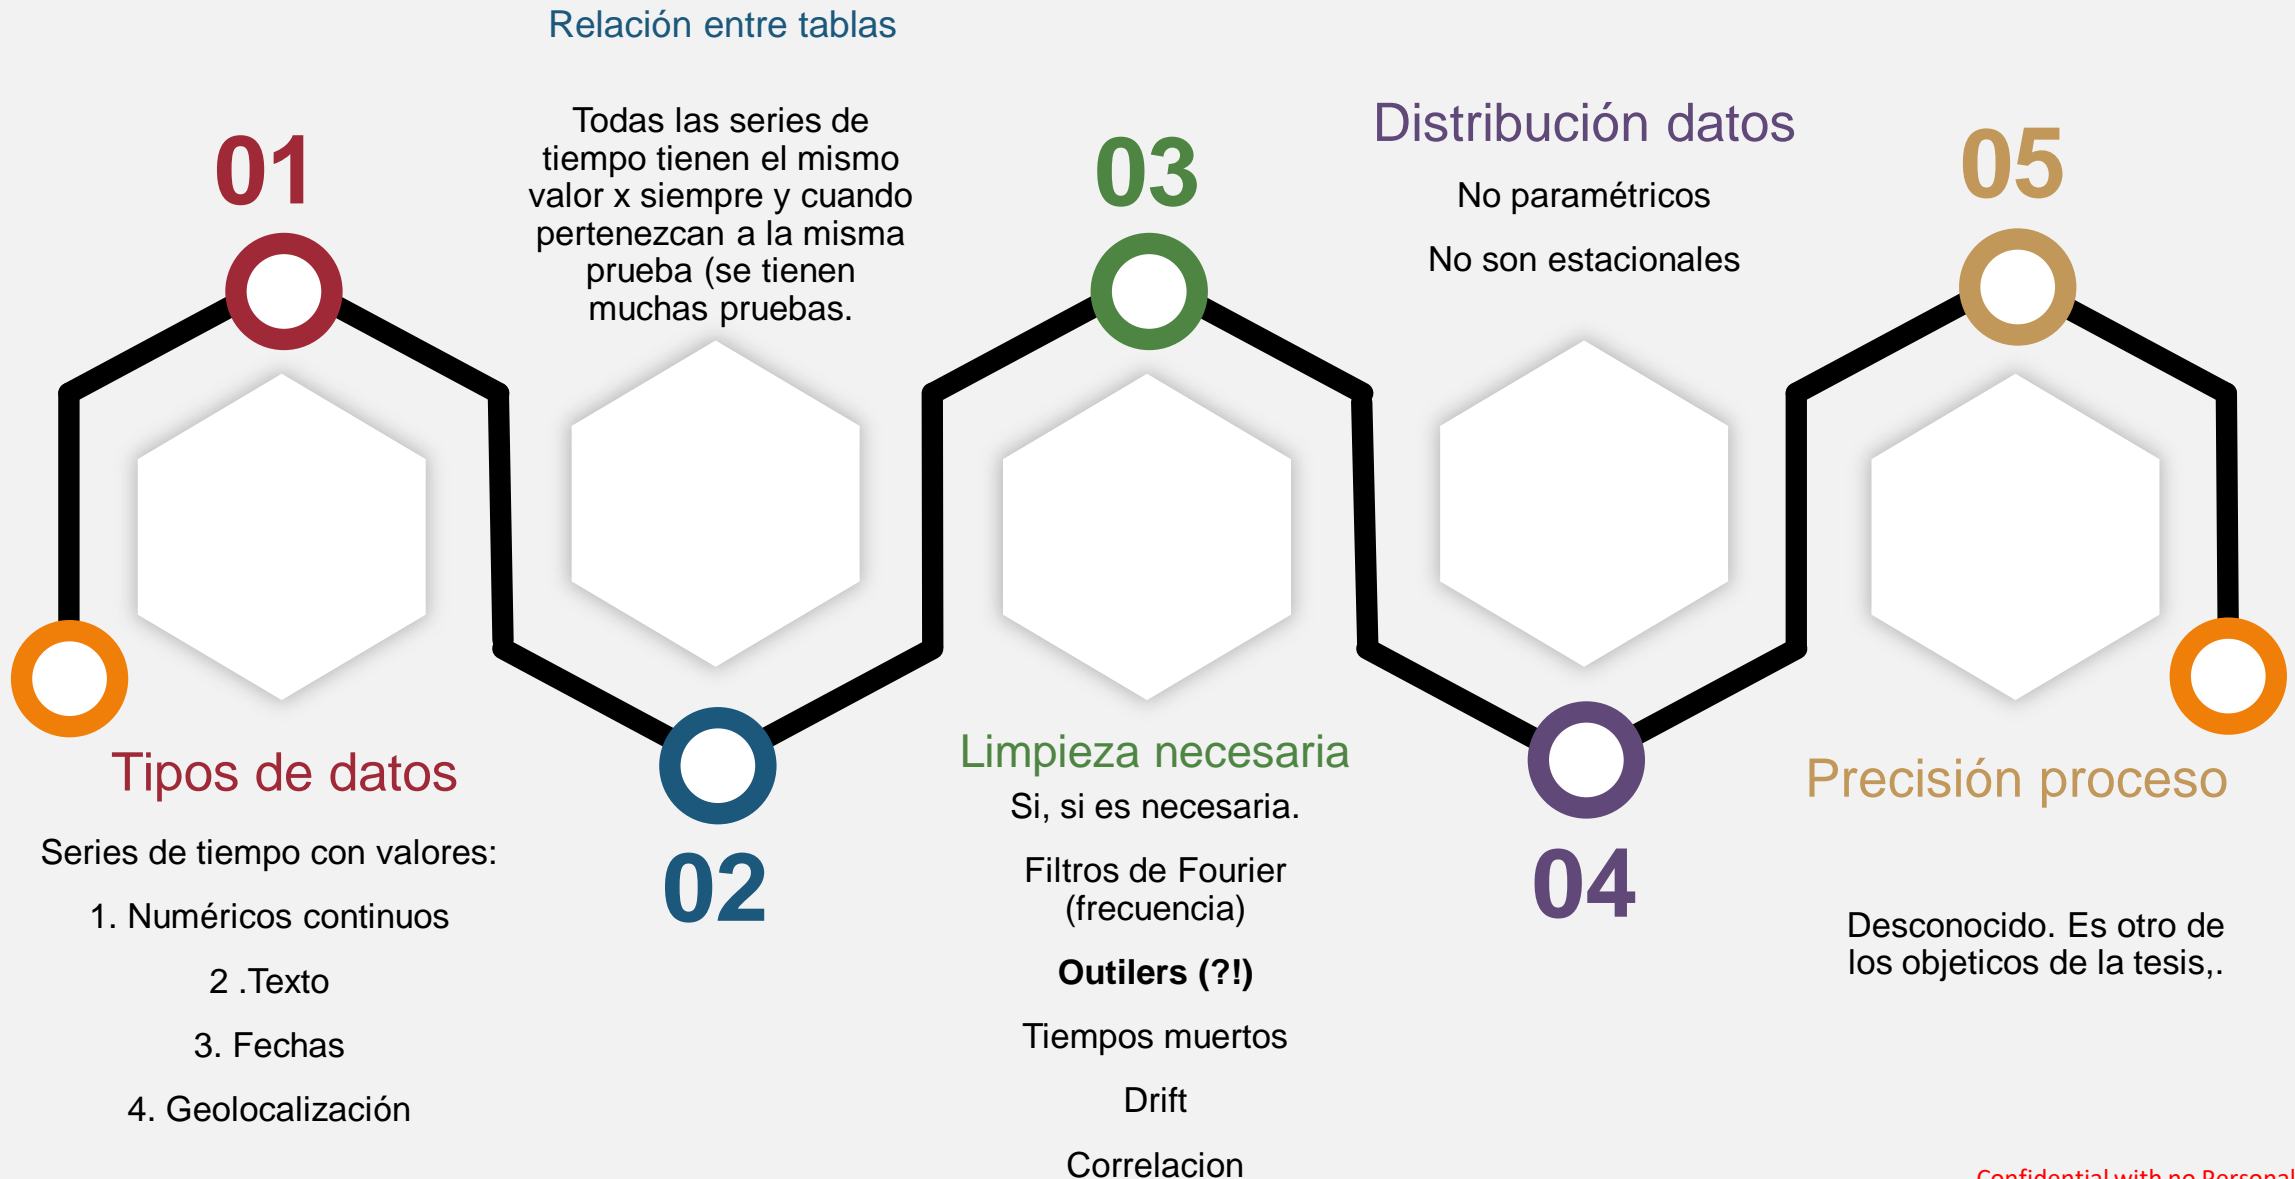 01
Tipos de datos
Series de tiempo con valores:
1. Numéricos continuos
2 .Texto
3. Fechas
4. Geolocalización
Relación entre tablas
Todas las series de
tiempo tienen el mismo
valor x siempre y cuando
pertenezcan a la misma
prueba (se tienen
muchas pruebas.
02
03
Limpieza necesaria
Si, si es necesaria.
Filtros de Fourier
(frecuencia)
Outilers (?!)
Tiempos muertos
Drift
Correlacion
Distribución datos
No paramétricos
No son estacionales
04
05
Precisión proceso
Desconocido. Es otro de
los objeticos de la tesis,.
Confidential with no Personal